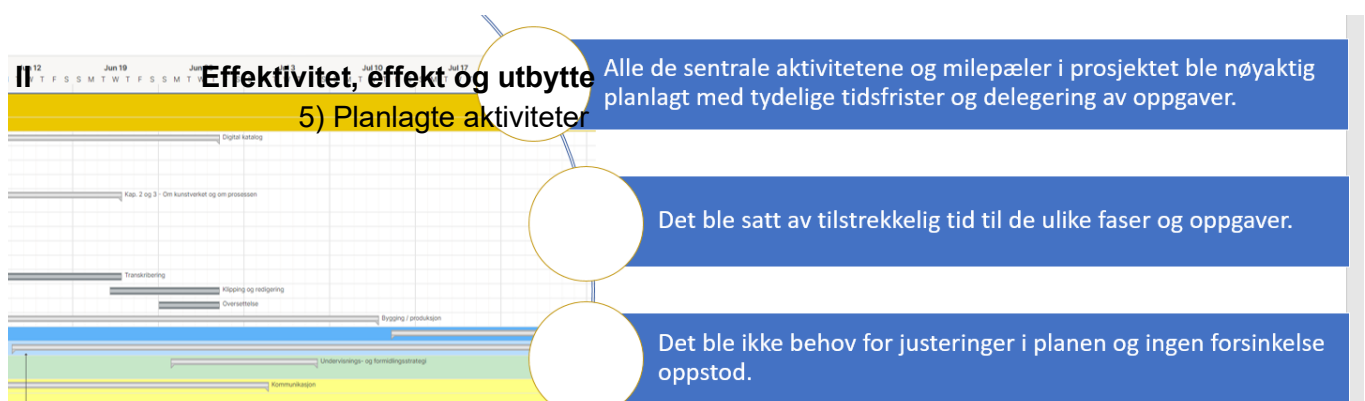 II
Effektivitet, effekt og utbytte
5) Planlagte aktiviteter
Jun 19
Jul 10
Jul 17
T F S S M T W T F S S M T W
Digital katalog
Kap. 2 og 3 - Om kunstverket og om prosessen
Transkribering
Klipping og redigering
Oversettelse
Bygging / produksjon
Undervisnings- og formidlingsstrategi
Kommunikasjon
Alle de sentrale aktivitetene og milepæler i prosjektet ble nøyaktig
planlagt med tydelige tidsfrister og delegering av oppgaver.
Det ble satt av tilstrekkelig tid til de ulike faser og oppgaver.
Det ble ikke behov for justeringer i planen og ingen forsinkelse
oppstod.